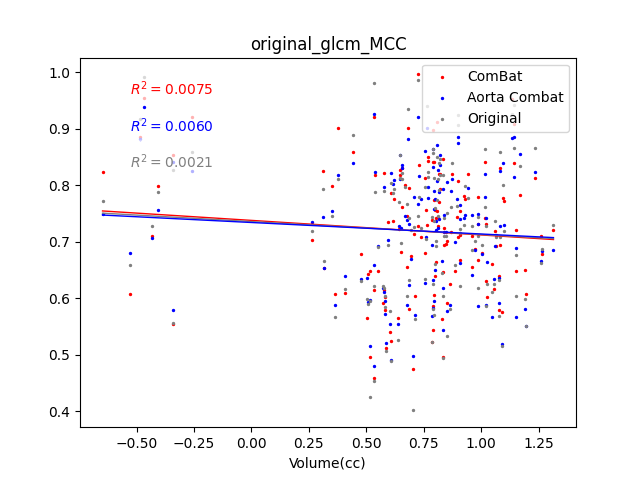 original_glcm_MCC
R² = 0.0075
R² = 0.0060
R² = 0.0021
ComBat
Aorta Combat
Original
1.0
0.9
0.8
0.7
0.6
0.5
0.4
−0.50 −0.25 0.00 0.25 0.50 0.75 1.00 1.25
Volume(cc)